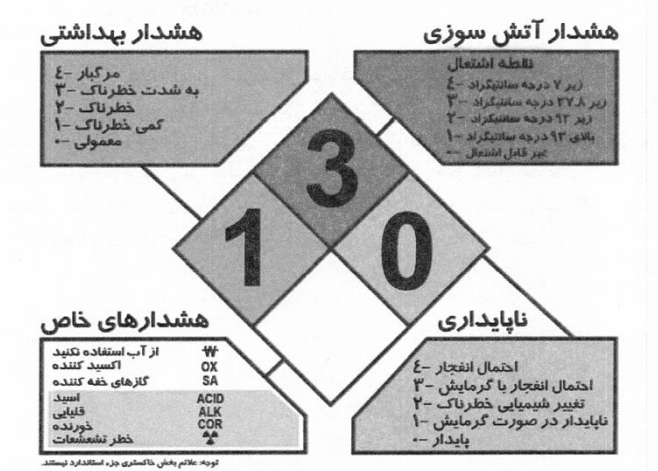 هشدار آتش سوزی
نقطه اشتعال
٤- زیر ۷ درجه سانتیگراد
۳- زیر ۳۷.۸ درجه سانتیگراد
۲- زیر ۹۳ درجه سانتیگراد
۱- بالای ۹۳ درجه سانتیگراد
۰- غیر قابل اشتعال
هشدار بهداشتی
٤- مرگبار
۳- به شدت خطرناک
۲- خطرناک
۱- کمی خطرناک
۰- معمولی
3
1
0
ناپایداری
٤- احتمال انفجار
۳- احتمال انفجار با گرمایش
۲- تغییر شیمیایی خطرناک
۱- ناپایدار در صورت گرمایش
۰- پایدار
هشدارهای خاص
W از آب استفاده نکنید
OX اکسید کننده
SA گازهای خفه کننده
ACID اسید
ALK قلیایی
COR خورنده
خطر تشعشعات
توجه: علائم بخش خاکستری جزء استاندارد نیستند.